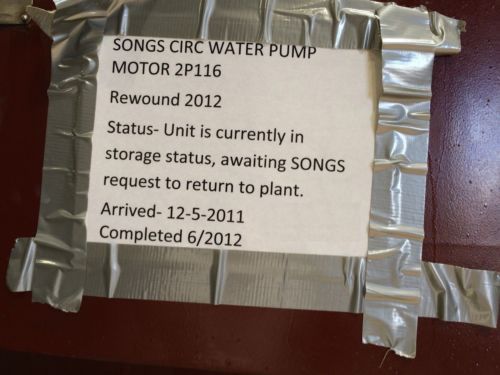 SONGS CIRC WATER PUMP
MOTOR 2P116
Rewound 2012
Status- Unit is currently in
storage status, awaiting SONGS
request to return to plant.
Arrived- 12-5-2011
Completed 6/2012